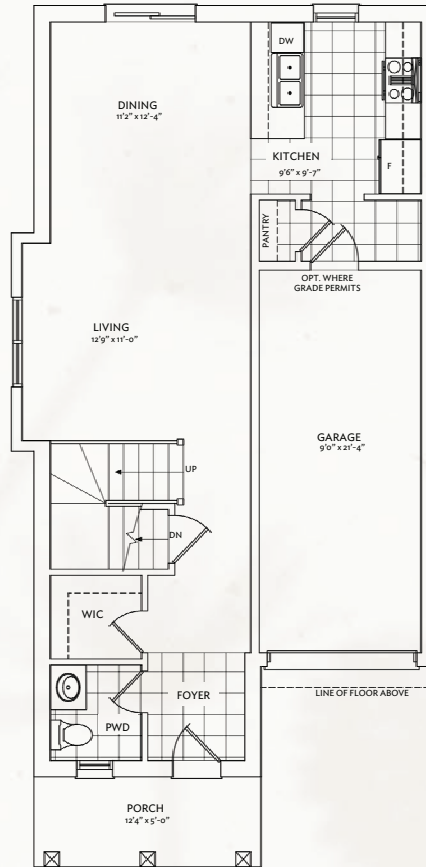 DW
DINING
11'2" x 12'-4"
KITCHEN
9'6" x 9'-7"
F
PANTRY
OPT. WHERE
GRADE PERMITS
LIVING
12'9" x 11'-0"
GARAGE
9'0" x 21'-4"
UP
DN
WIC
FOYER
LINE OF FLOOR ABOVE
PWD
PORCH
12'4" x 5'-0"